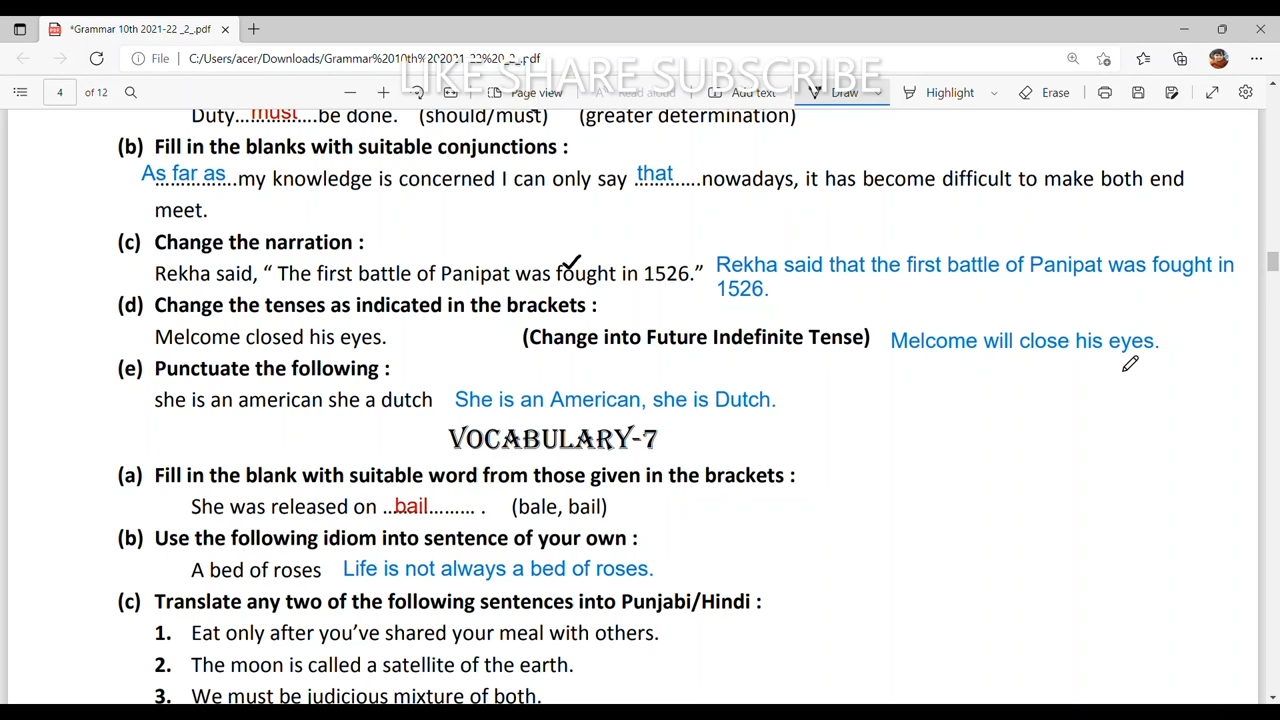 *Grammar 10th 2021-22 _2_.pdf
File C:/Users/acer/Downloads/Grammar%2010th%202021-22%20_2_.pdf
LIKE SHARE SUBSCRIBE
4 of 12 Page view A Read aloud Add text Draw Highlight Erase
Duty...must............be done. (should/must) (greater determination)
(b) Fill in the blanks with suitable conjunctions :
As far as my knowledge is concerned I can only say that nowadays, it has become difficult to make both end
meet.
(c) Change the narration :
Rekha said, “ The first battle of Panipat was fought in 1526.” Rekha said that the first battle of Panipat was fought in
1526.
(d) Change the tenses as indicated in the brackets :
Melcome closed his eyes. (Change into Future Indefinite Tense) Melcome will close his eyes.
(e) Punctuate the following :
she is an american she a dutch She is an American, she is Dutch.
VOCABULARY-7
(a) Fill in the blank with suitable word from those given in the brackets :
She was released on ...bail......... . (bale, bail)
(b) Use the following idiom into sentence of your own :
A bed of roses Life is not always a bed of roses.
(c) Translate any two of the following sentences into Punjabi/Hindi :
1. Eat only after you’ve shared your meal with others.
2. The moon is called a satellite of the earth.
3. We must be judicious mixture of both.